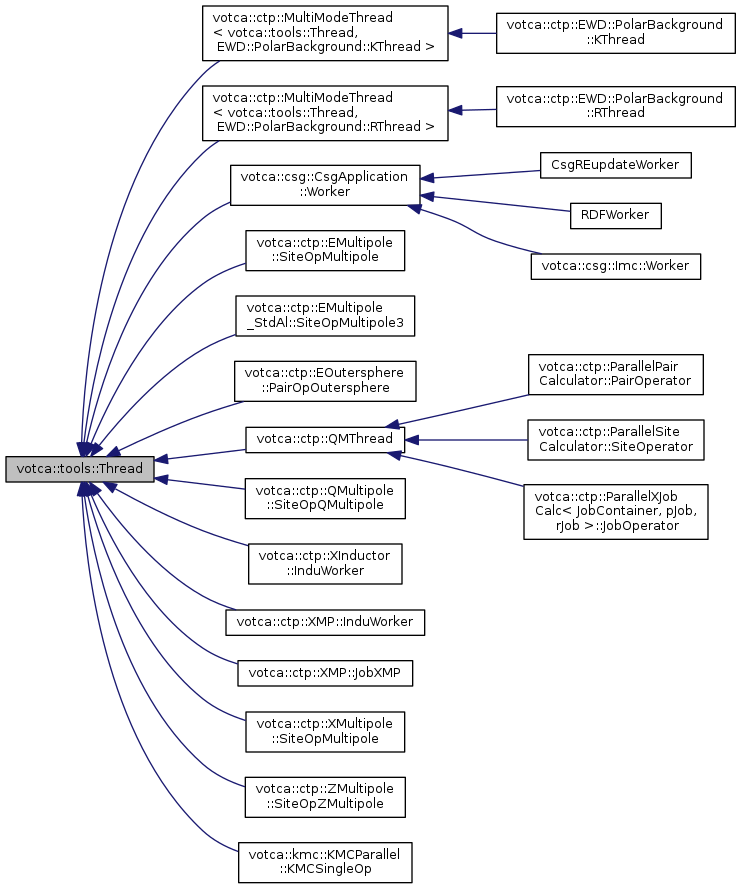 votca::tools::Thread
votca::ctp::MultiModeThread
< votca::tools::Thread,
EWD::PolarBackground::KThread >
votca::ctp::EWD::PolarBackground
::KThread
votca::ctp::MultiModeThread
< votca::tools::Thread,
EWD::PolarBackground::RThread >
votca::ctp::EWD::PolarBackground
::RThread
votca::csg::CsgApplication
::Worker
CsgREupdateWorker
RDFWorker
votca::csg::Imc::Worker
votca::ctp::EMultipole
::SiteOpMultipole
votca::ctp::EMultipole
_StdAl::SiteOpMultipole3
votca::ctp::EOutersphere
::PairOpOutersphere
votca::ctp::QMThread
votca::ctp::ParallelPair
Calculator::PairOperator
votca::ctp::ParallelSite
Calculator::SiteOperator
votca::ctp::ParallelXJob
Calc< JobContainer, pJob,
rJob >::JobOperator
votca::ctp::QMultipole
::SiteOpQMultipole
votca::ctp::XInductor
::InduWorker
votca::ctp::XMP::InduWorker
votca::ctp::XMP::JobXMP
votca::ctp::XMultipole
::SiteOpMultipole
votca::ctp::ZMultipole
::SiteOpZMultipole
votca::kmc::KMCParallel
::KMCSingleOp